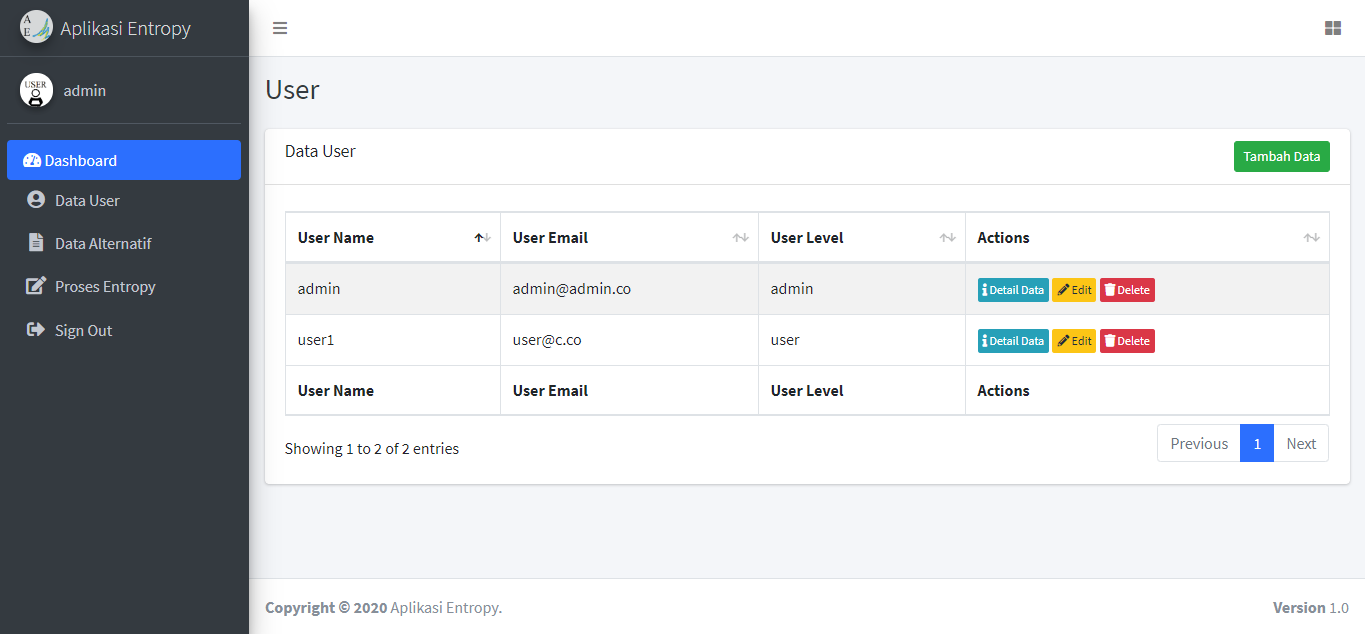 A
E
Aplikasi Entropy
USER
admin
Dashboard
Data User
Data Alternatif
Proses Entropy
Sign Out
User
Data User
Tambah Data
User Name User Email User Level Actions
admin admin@admin.co admin Detail Data Edit Delete
user1 user@c.co user Detail Data Edit Delete
User Name User Email User Level Actions
Showing 1 to 2 of 2 entries
Previous 1 Next
Copyright © 2020 Aplikasi Entropy.
Version 1.0